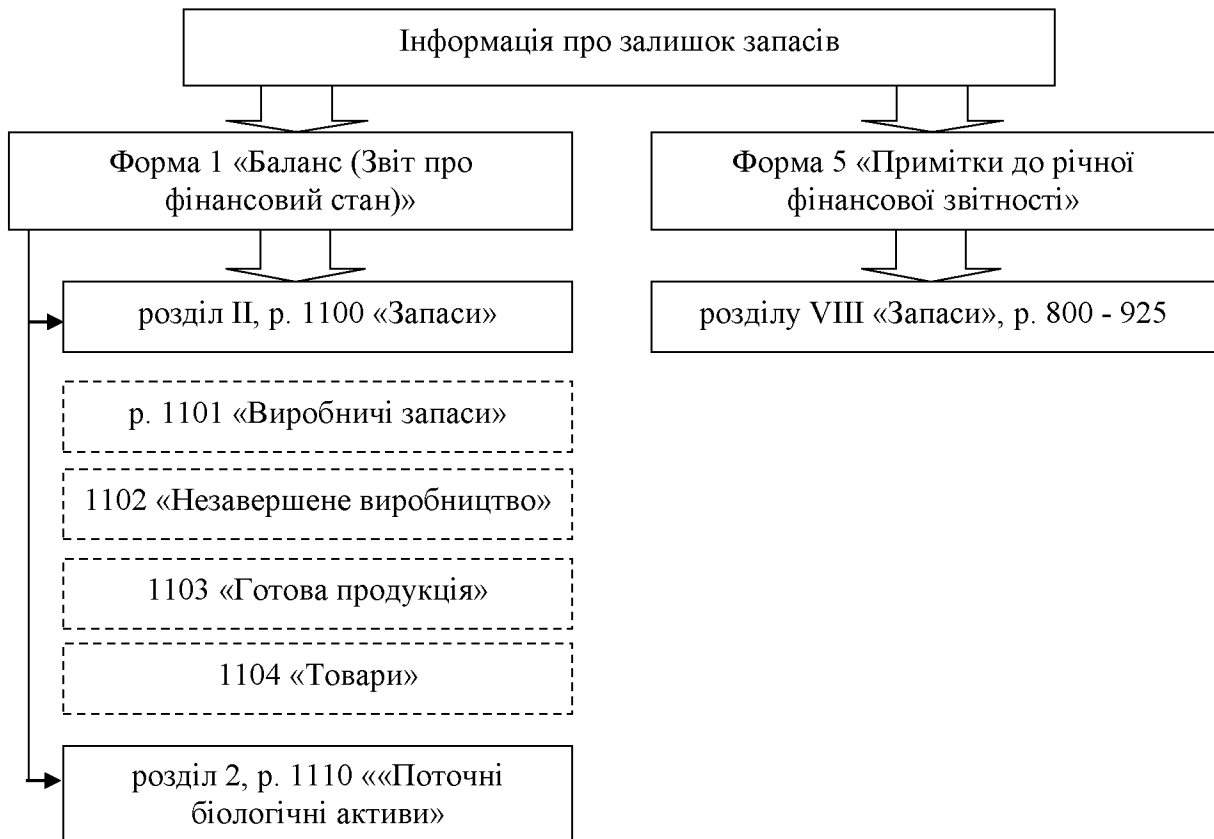 Інформація про залишок запасів
Форма 1 «Баланс (Звіт про
фінансовий стан)»
Форма 5 «Примітки до річної
фінансової звітності»
розділ ІІ, р. 1100 «Запаси»
розділу VIII «Запаси», р. 800 - 925
р. 1101 «Виробничі запаси»
1102 «Незавершене виробництво»
1103 «Готова продукція»
1104 «Товари»
розділ 2, р. 1110 ««Поточні
біологічні активи»